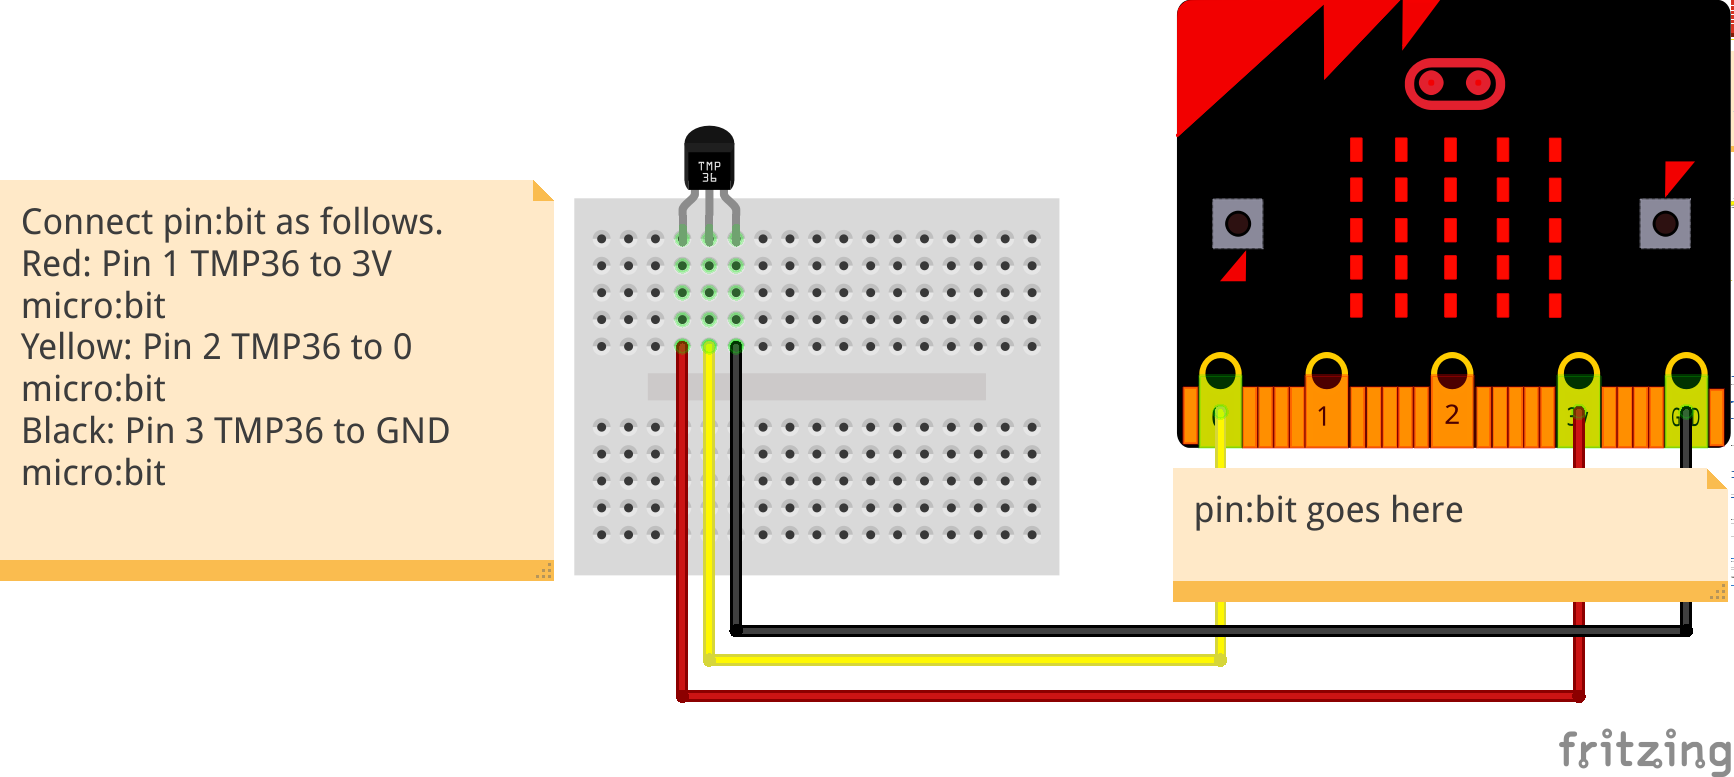 Connect pin:bit as follows.
Red: Pin 1 TMP36 to 3V
micro:bit
Yellow: Pin 2 TMP36 to 0
micro:bit
Black: Pin 3 TMP36 to GND
micro:bit
TMP
36
0
1
2
3V
GND
pin:bit goes here
fritzing